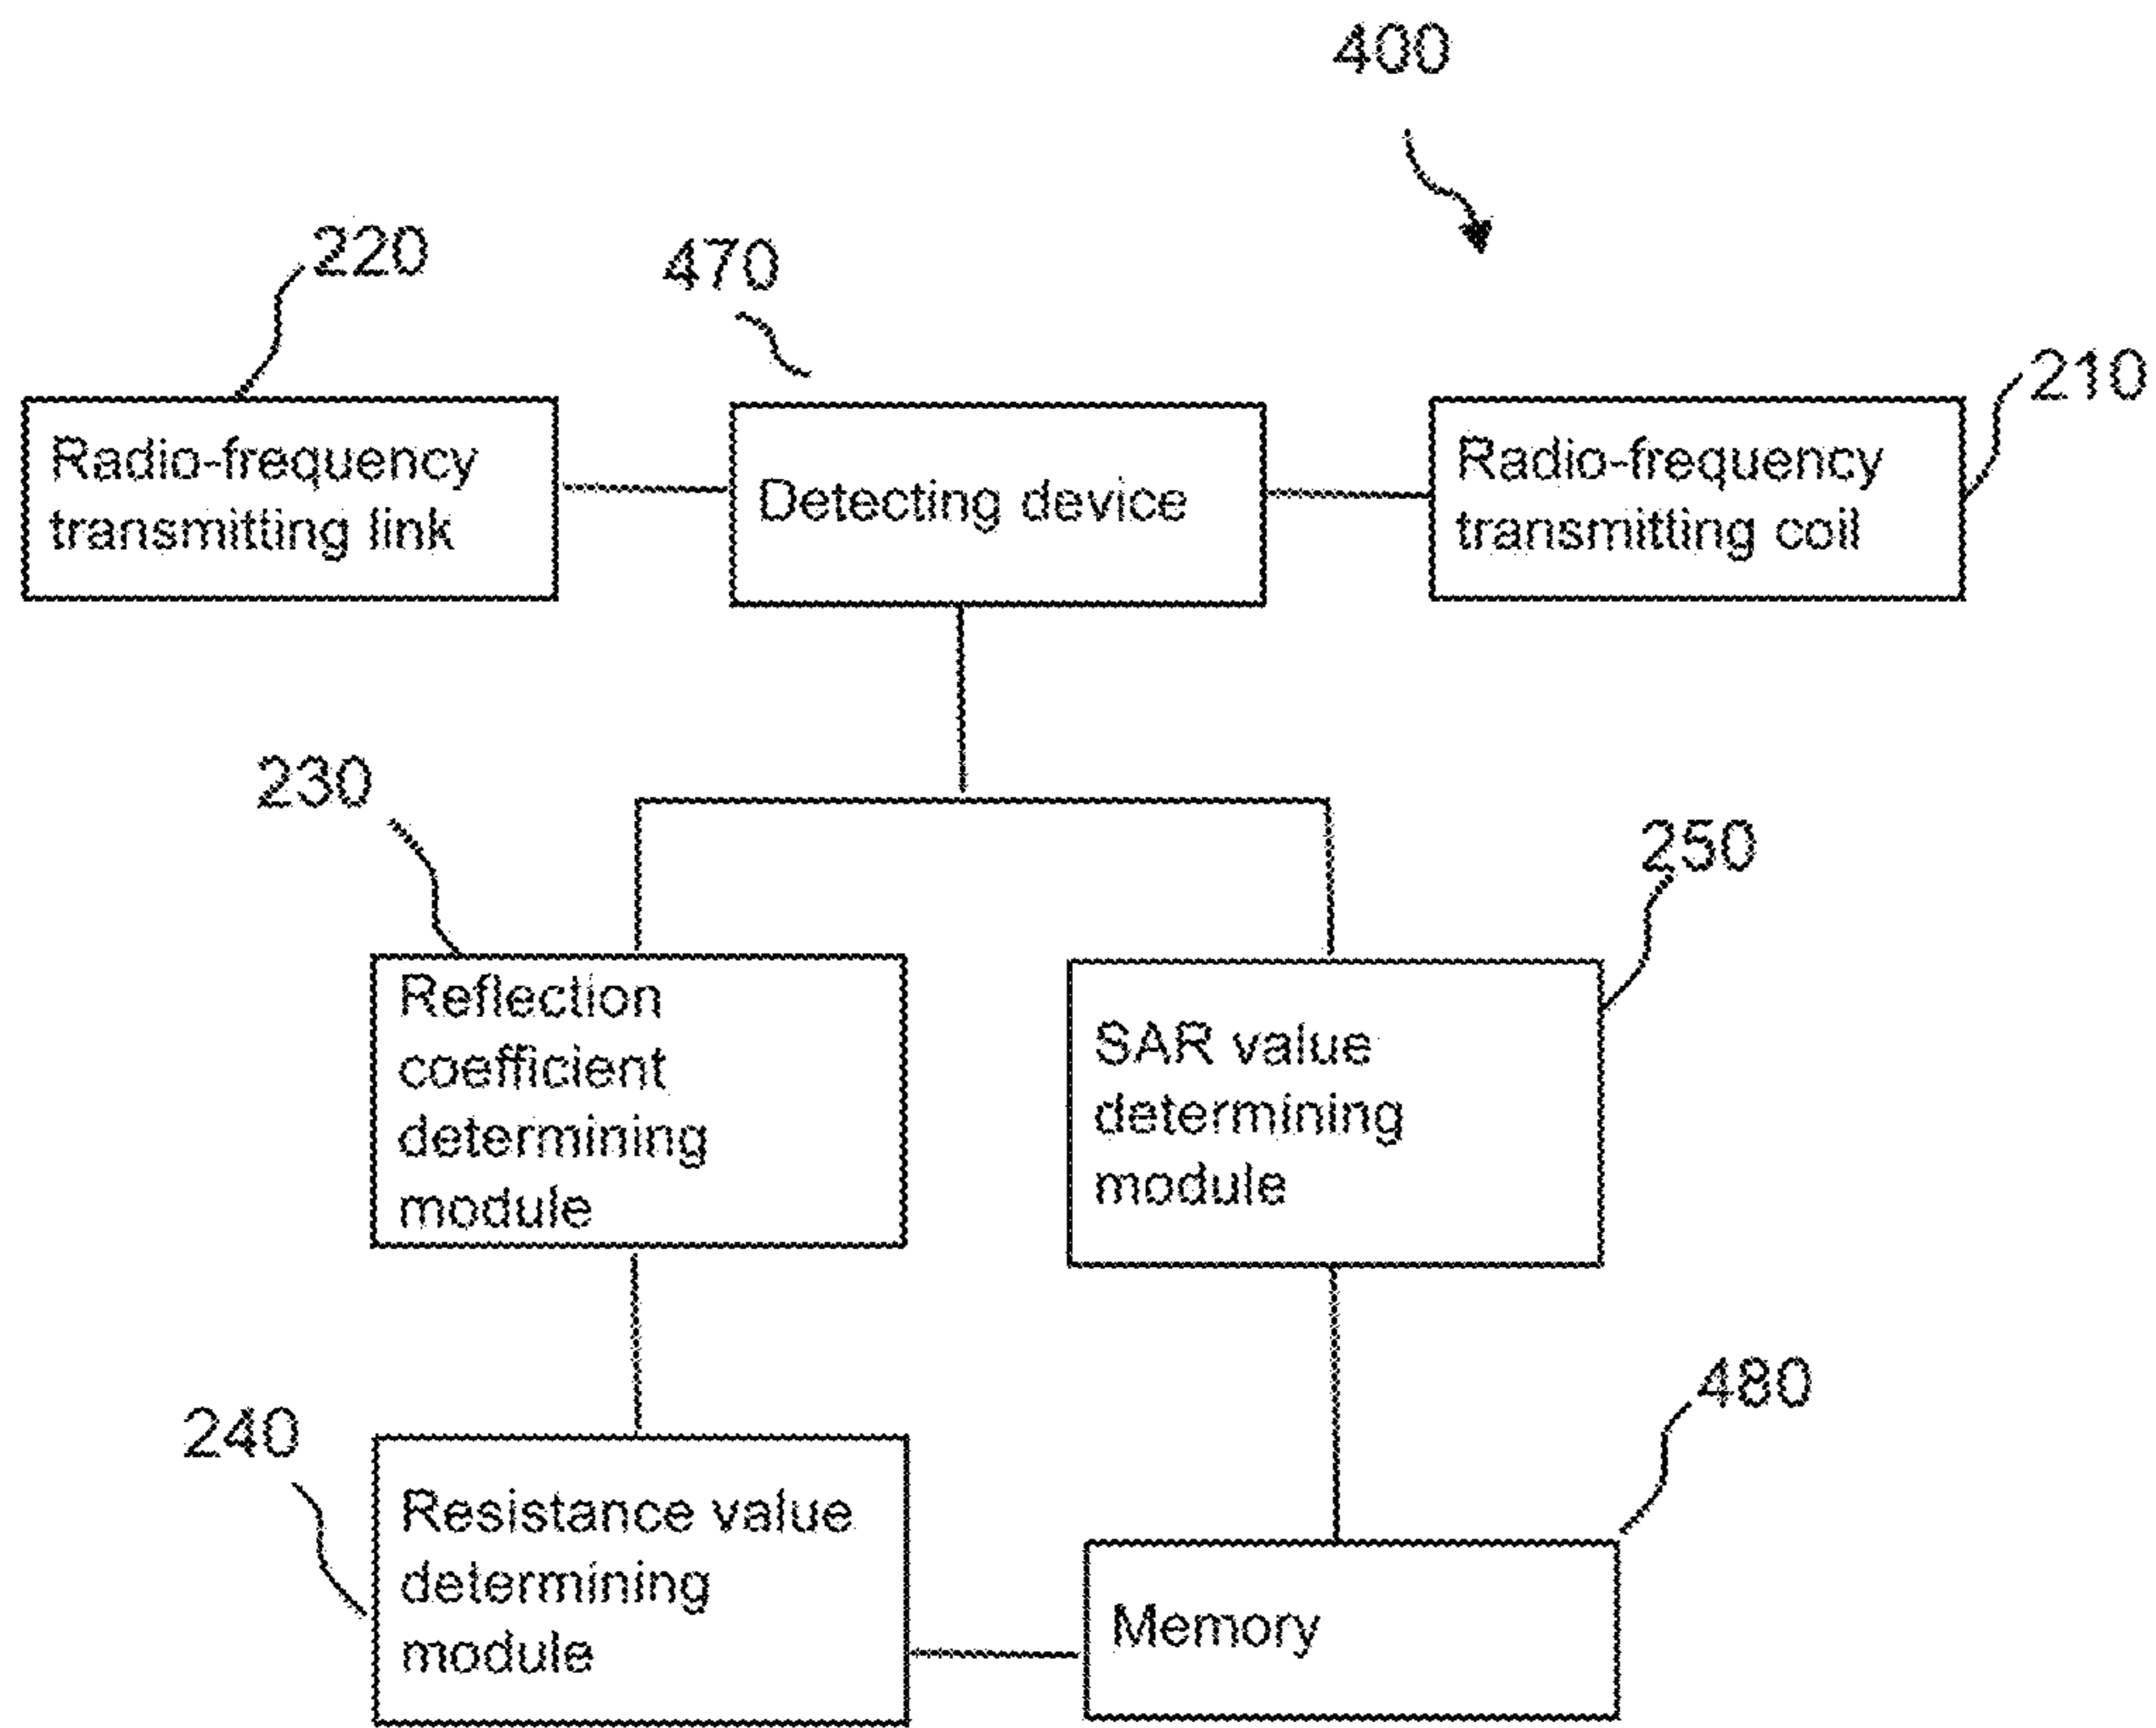 400
220
470
210
Radio-frequency
transmitting link
Detecting device
Radio-frequency
transmitting coil
230
250
Reflection
coefficient
determining
module
SAR value
determining
module
480
240
Resistance value
determining
module
Memory